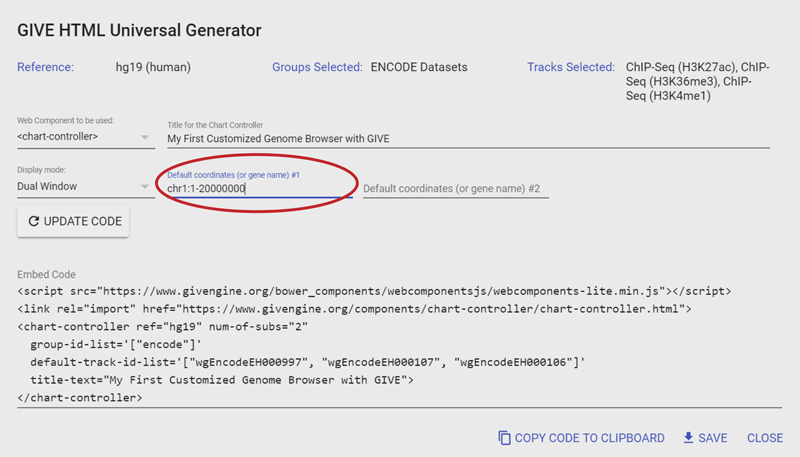 GIVE HTML Universal Generator
Reference: hg19 (human) Groups Selected: ENCODE Datasets Tracks Selected: ChIP-Seq (H3K27ac), ChIP-
Seq (H3K36me3), ChIP-
Seq (H3K4me1)
Web Component to be used: Title for the Chart Controller
<chart-controller> My First Customized Genome Browser with GIVE
Display mode: Default coordinates (or gene name) #1
Dual Window chr1:1-20000000 Default coordinates (or gene name) #2
UPDATE CODE
Embed Code
<script src="https://www.givengine.org/bower_components/webcomponentsjs/webcomponents-lite.min.js"></script>
<link rel="import" href="https://www.givengine.org/components/chart-controller/chart-controller.html">
<chart-controller ref="hg19" num-of-subs="2"
group-id-list='["encode"]'
default-track-id-list='["wgEncodeEH000997", "wgEncodeEH000107", "wgEncodeEH000106"]'
title-text="My First Customized Genome Browser with GIVE">
</chart-controller>
COPY CODE TO CLIPBOARD SAVE CLOSE